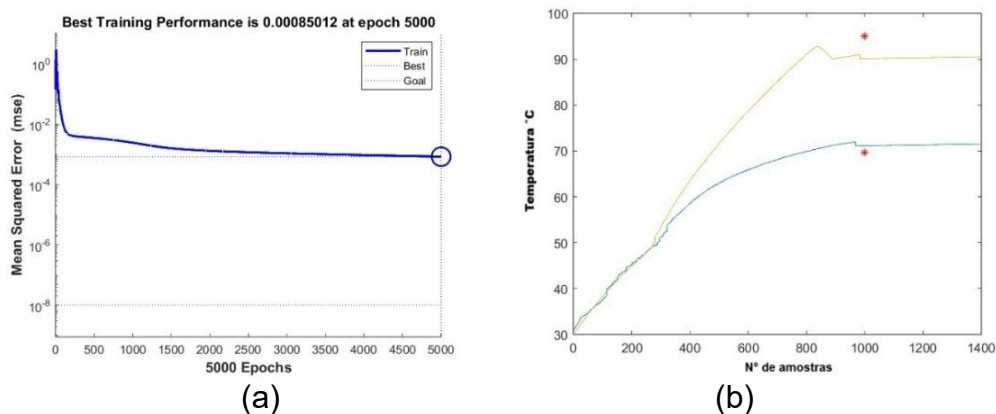 Best Training Performance is 0.00085012 at epoch 5000
Mean Squared Error (mse)
10^0
10^-2
10^-4
10^-6
10^-8
Train
Best
Goal
0 500 1000 1500 2000 2500 3000 3500 4000 4500 5000
5000 Epochs
(a)
Temperatura °C
100
90
80
70
60
50
40
30
0 200 400 600 800 1000 1200 1400
N° de amostras
(b)